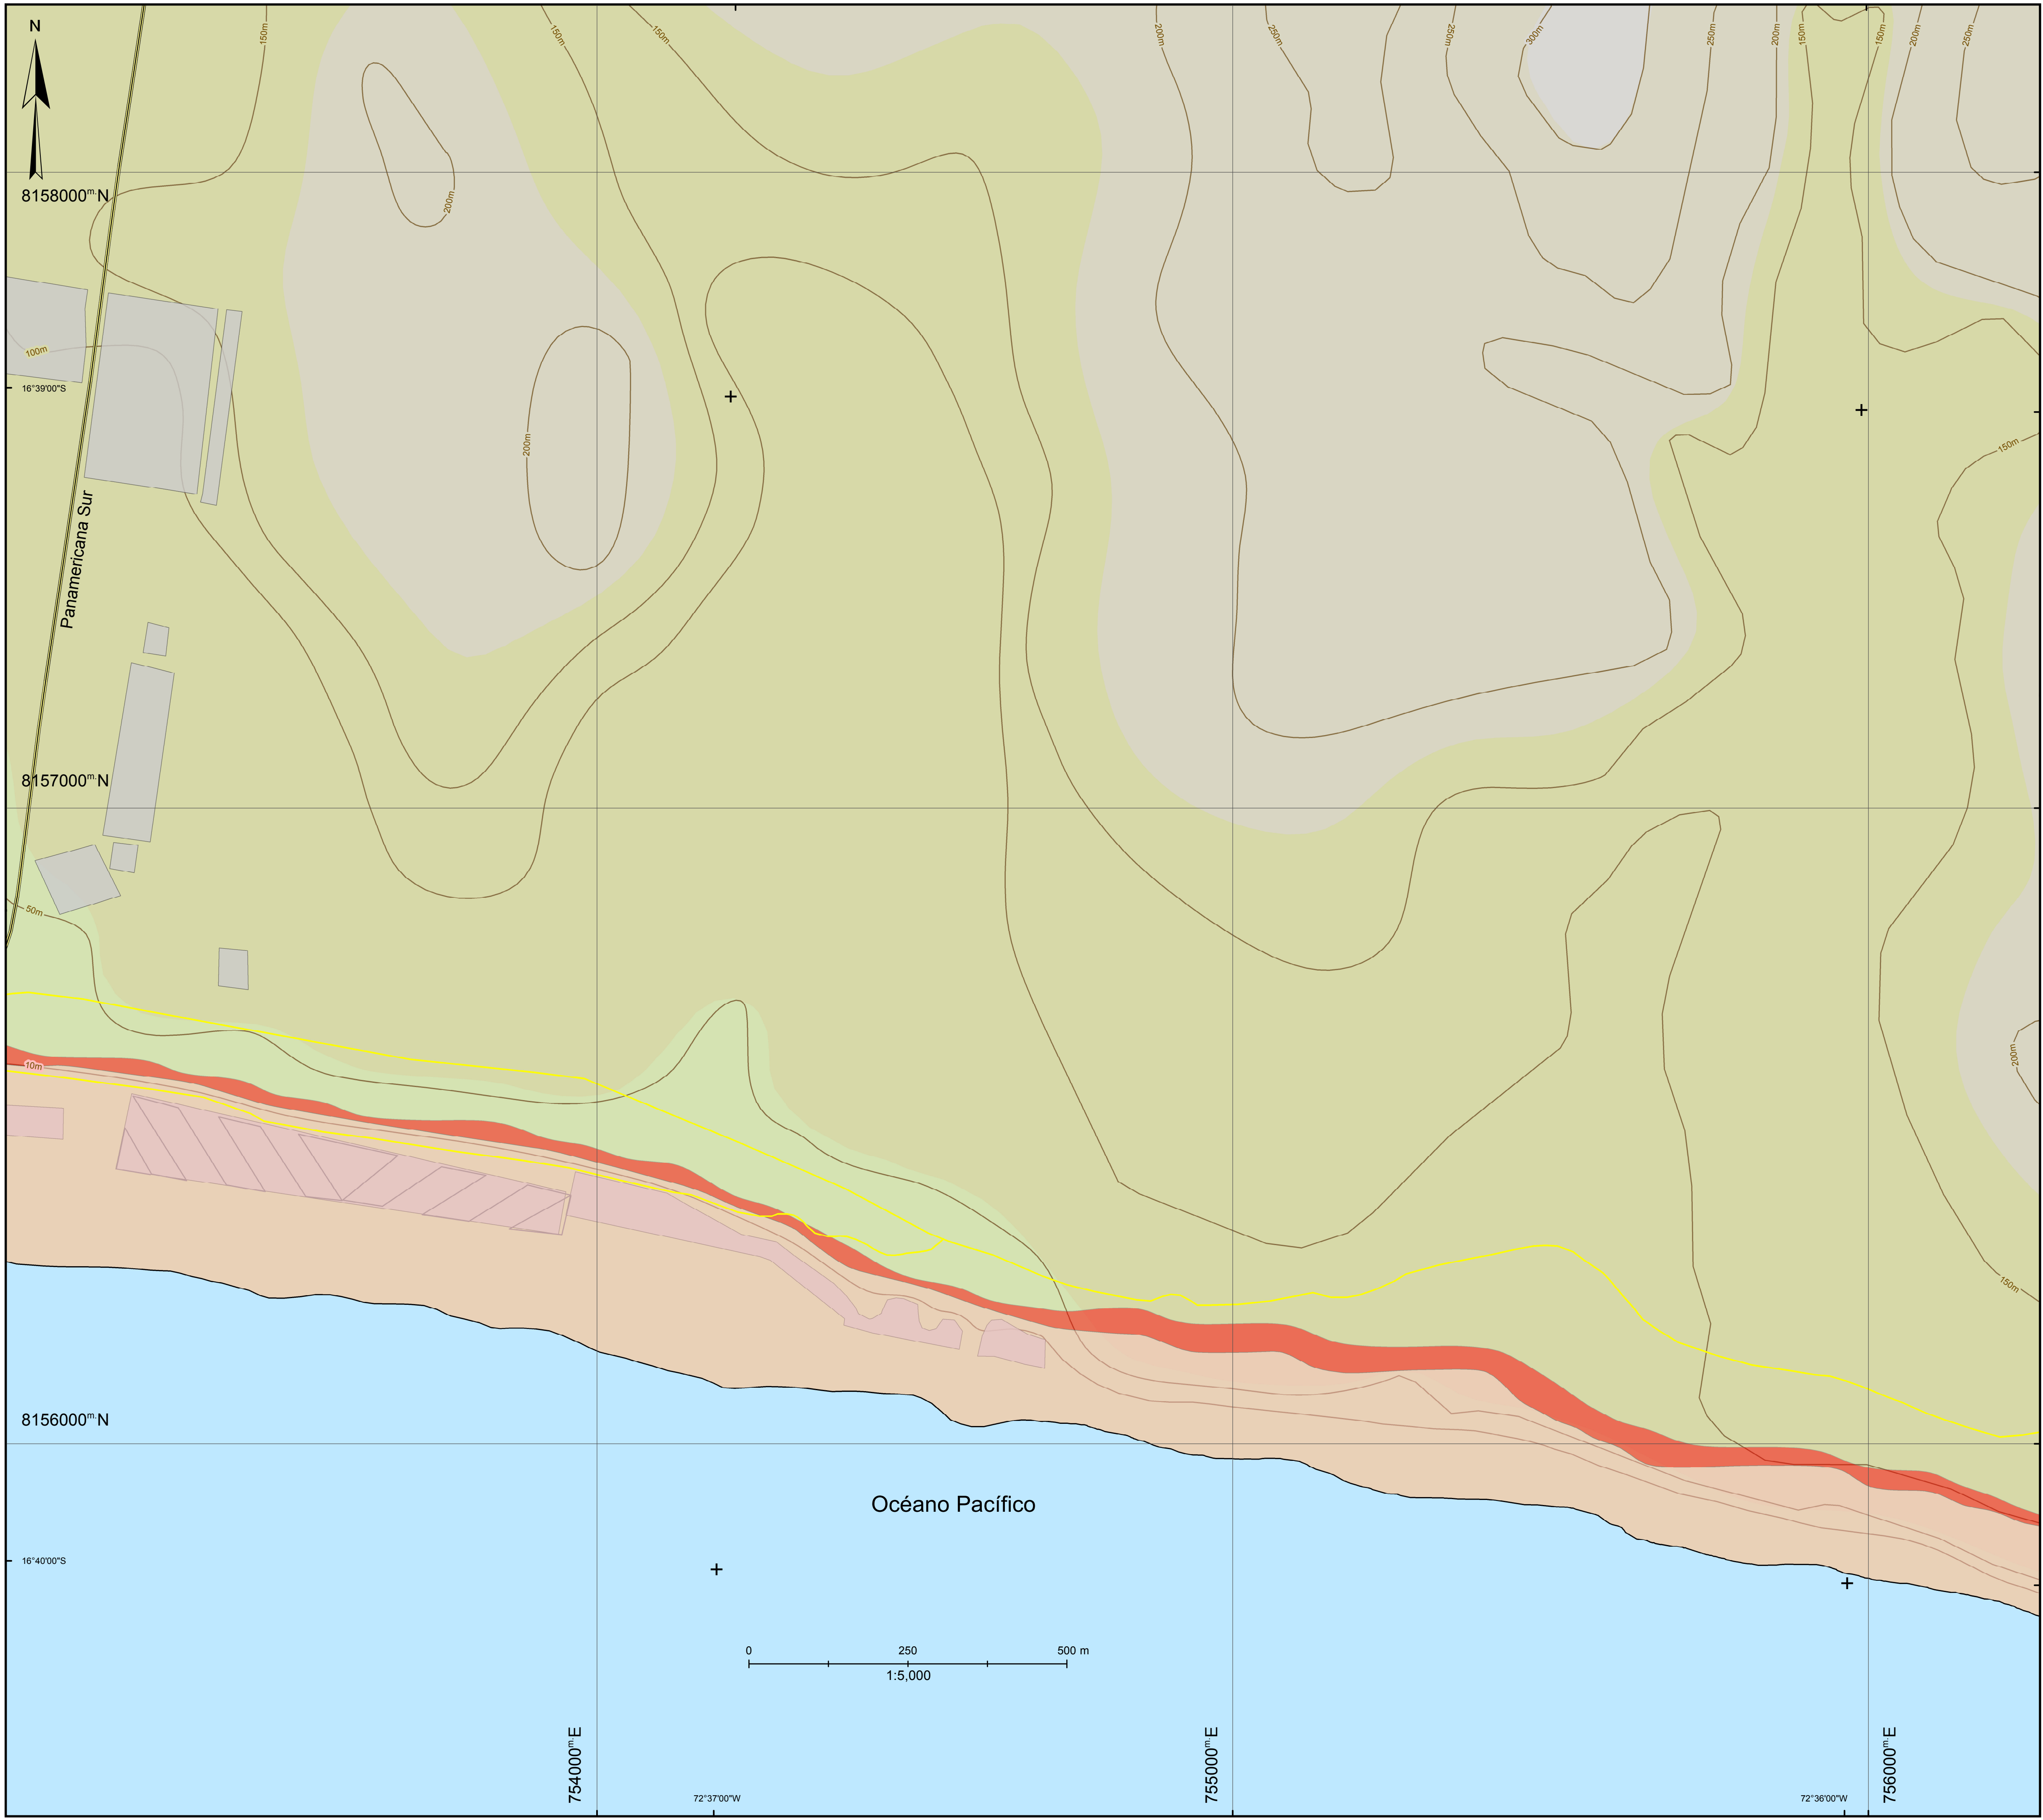 N
150m
150m
150m
200m
250m
250m
300m
250m
200m
150m
150m
200m
250m
8158000m.N
200m
100m
16°39'00"S
200m
150m
Panamericana Sur
8157000m.N
50m
10m
200m
150m
8156000m.N
Océano Pacífico
16°40'00"S
0 250 500 m
1:5,000
754000m.E
755000m.E
756000m.E
72°37'00"W
72°36'00"W